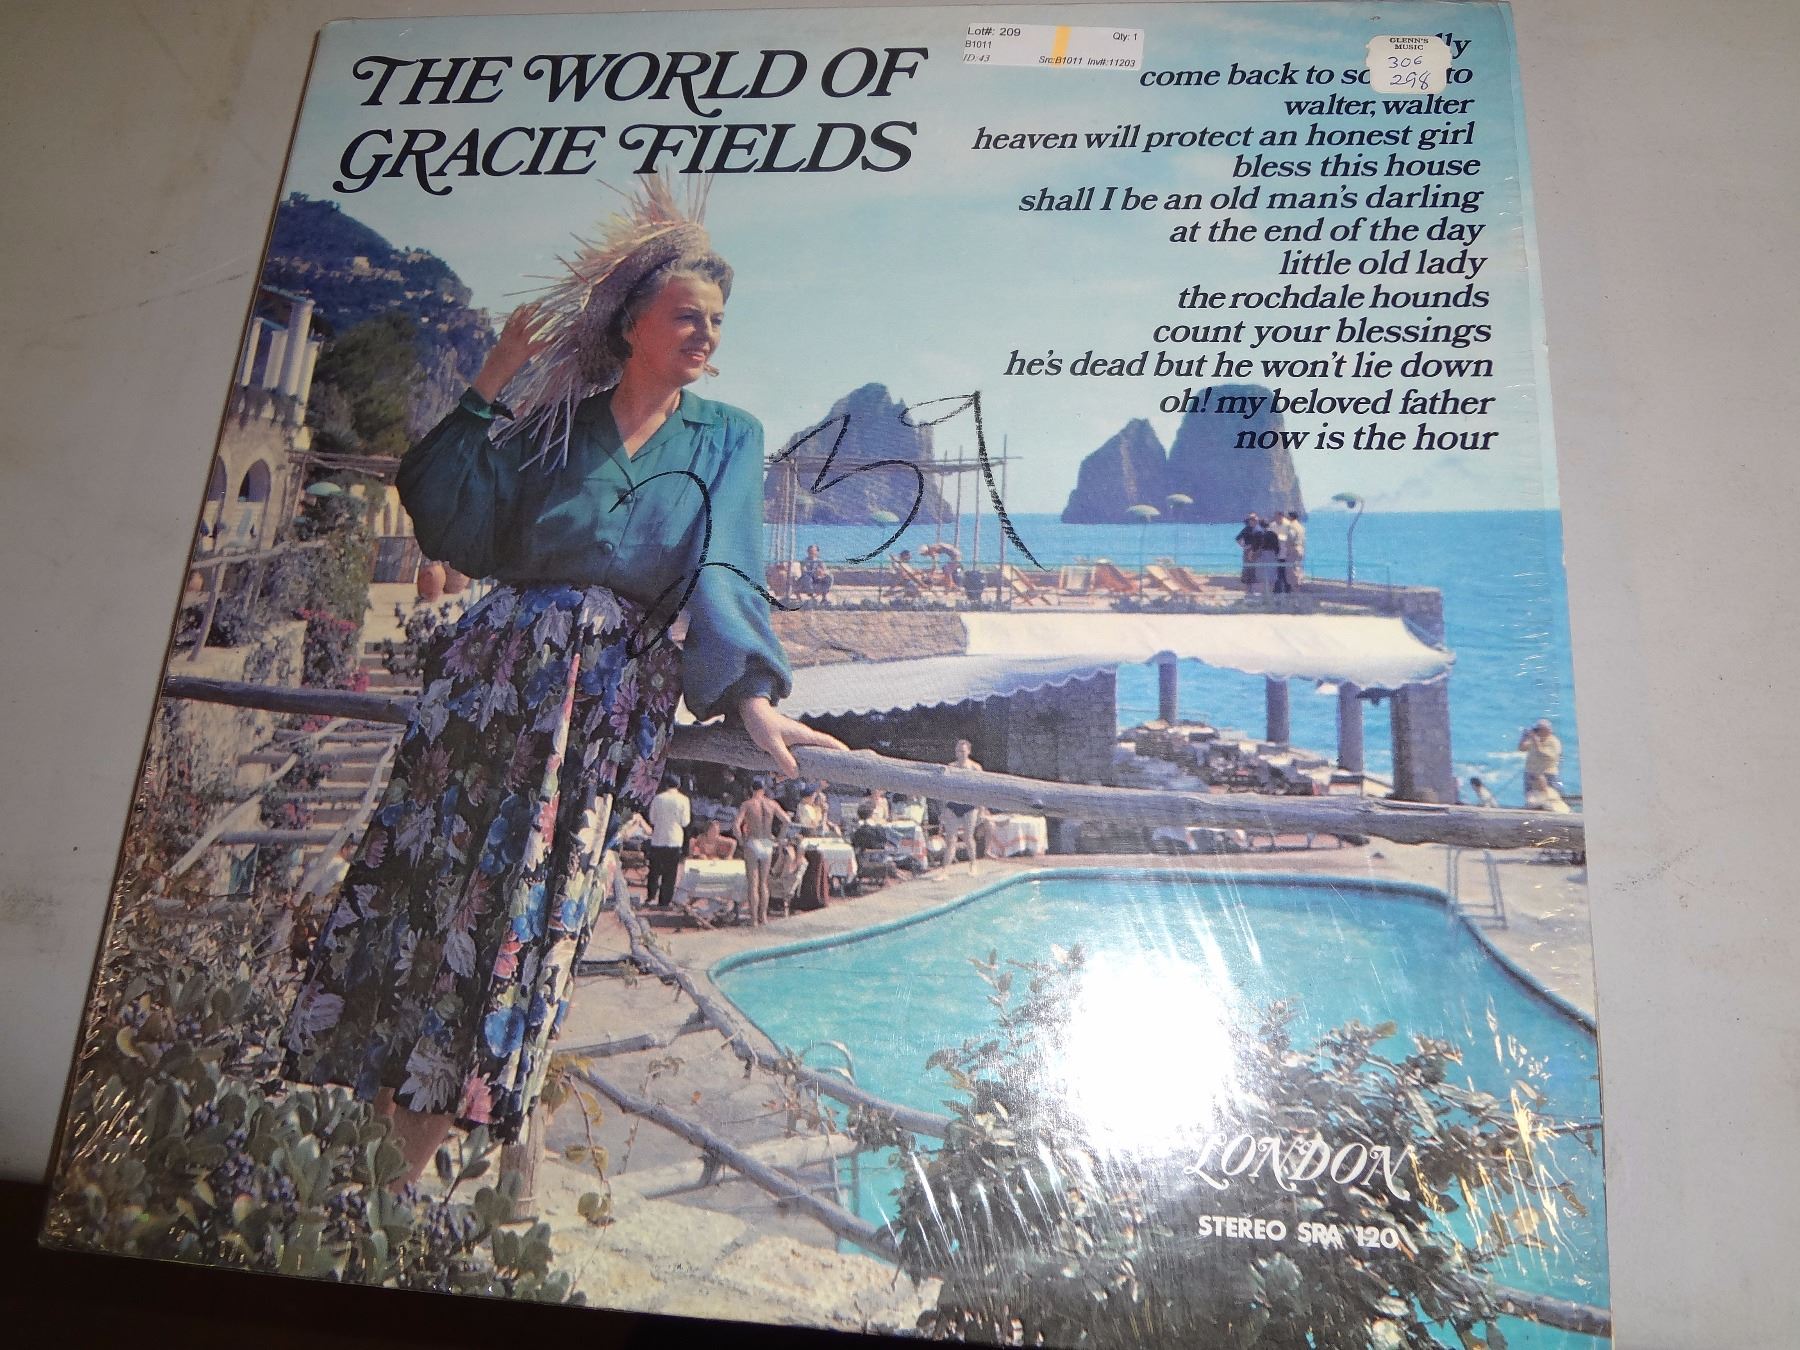 THE WORLD OF
GRACIE FIELDS
Lot#: 209 Qty: 1
B1011
ID: 43 Src:B1011 Inv#:11203
GLENN'S
MUSIC
306
298
come back to
walter, walter
heaven will protect an honest girl
bless this house
shall I be an old man's darling
at the end of the day
little old lady
the rochdale hounds
count your blessings
he's dead but he won't lie down
oh! my beloved father
now is the hour
239
LONDON
STEREO SRA 120